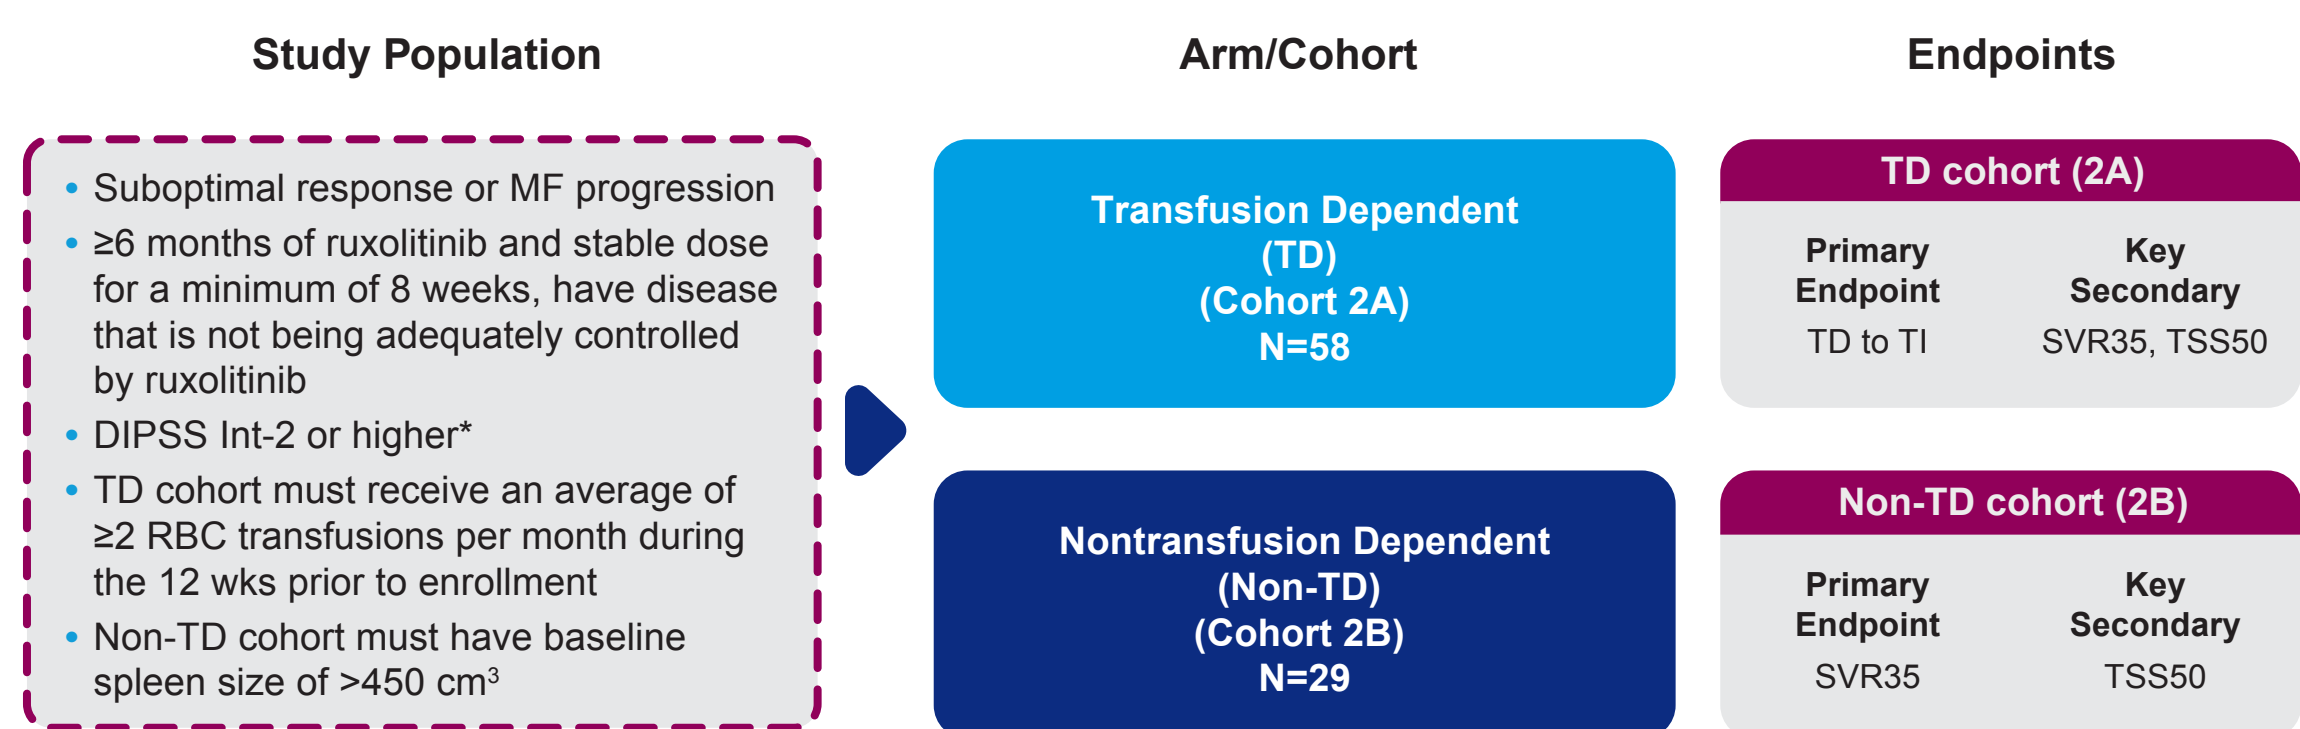 Study Population
• Suboptimal response or MF progression
• ≥6 months of ruxolitinib and stable dose
for a minimum of 8 weeks, have disease
that is not being adequately controlled
by ruxolitinib
• DIPSS Int-2 or higher*
• TD cohort must receive an average of
≥2 RBC transfusions per month during
the 12 wks prior to enrollment
• Non-TD cohort must have baseline
spleen size of >450 cm³
Arm/Cohort
Transfusion Dependent
(TD)
(Cohort 2A)
N=58
Nontransfusion Dependent
(Non-TD)
(Cohort 2B)
N=29
Endpoints
TD cohort (2A)
Primary
Endpoint
TD to TI
Key
Secondary
SVR35, TSS50
Non-TD cohort (2B)
Primary
Endpoint
SVR35
Key
Secondary
TSS50